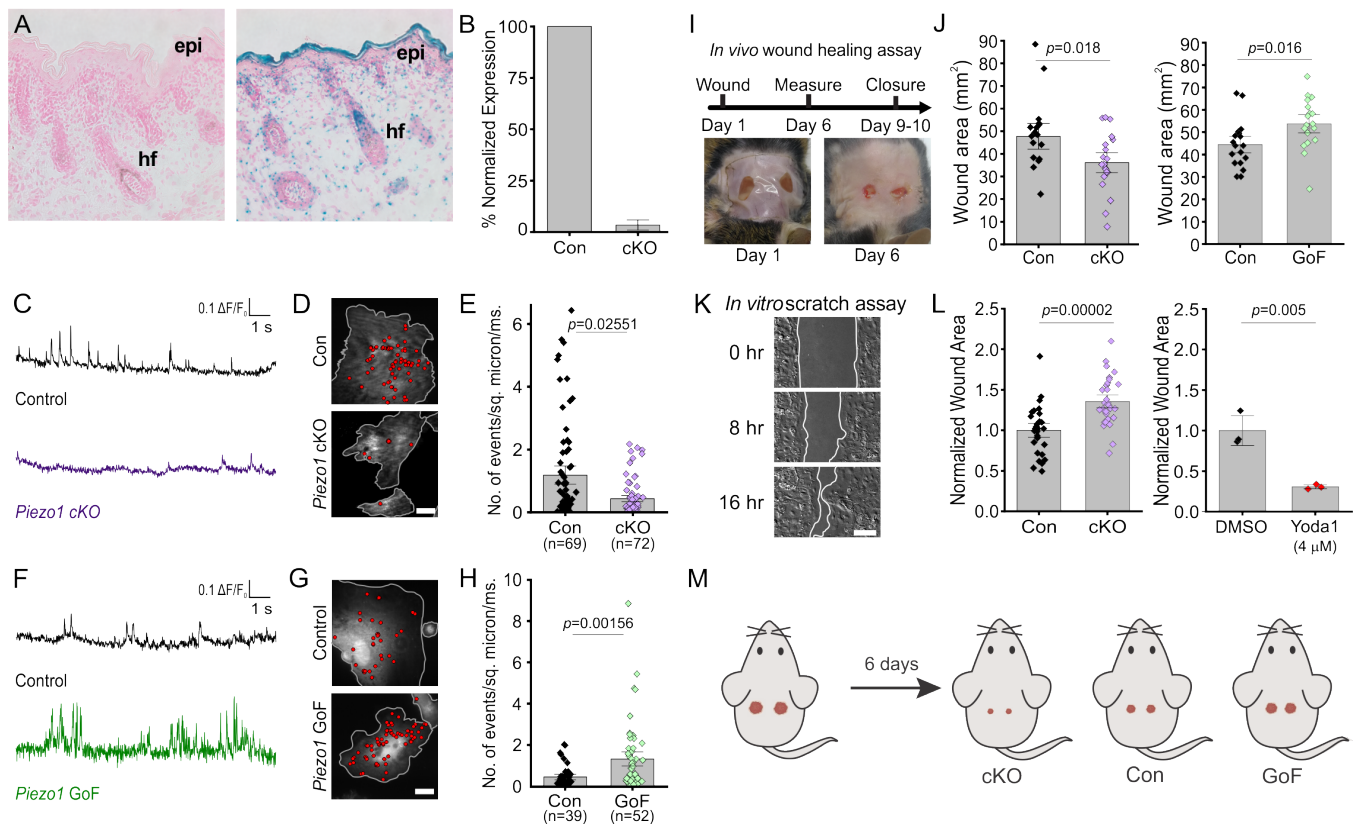 A
epi
hf
epi
hf
B
100
75
50
25
0
% Normalized Expression
Con
cKO
I
In vivo wound healing assay
Wound
Measure
Closure
Day 1
Day 6
Day 9-10
Day 1
Day 6
J
p=0.018
Wound area (mm²)
90
80
70
60
50
40
30
20
10
0
Con
cKO
p=0.016
Wound area (mm²)
90
80
70
60
50
40
30
20
10
0
Con
GoF
C
0.1 ΔF/F₀
1 s
Control
Piezo1 cKO
D
Con
Piezo1 cKO
E
p=0.02551
No. of events/sq. micron/ms.
6
4
2
0
Con
(n=69)
cKO
(n=72)
K
In vitro scratch assay
0 hr
8 hr
16 hr
L
p=0.00002
Normalized Wound Area
2.5
2.0
1.5
1.0
0.5
0.0
Con
cKO
p=0.005
Normalized Wound Area
2.5
2.0
1.5
1.0
0.5
0.0
DMSO
Yoda1
(4 μM)
F
0.1 ΔF/F₀
1 s
Control
Piezo1 GoF
G
Control
Piezo1 GoF
H
p=0.00156
No. of events/sq. micron/ms.
10
8
6
4
2
0
Con
(n=39)
GoF
(n=52)
M
6 days
cKO
Con
GoF